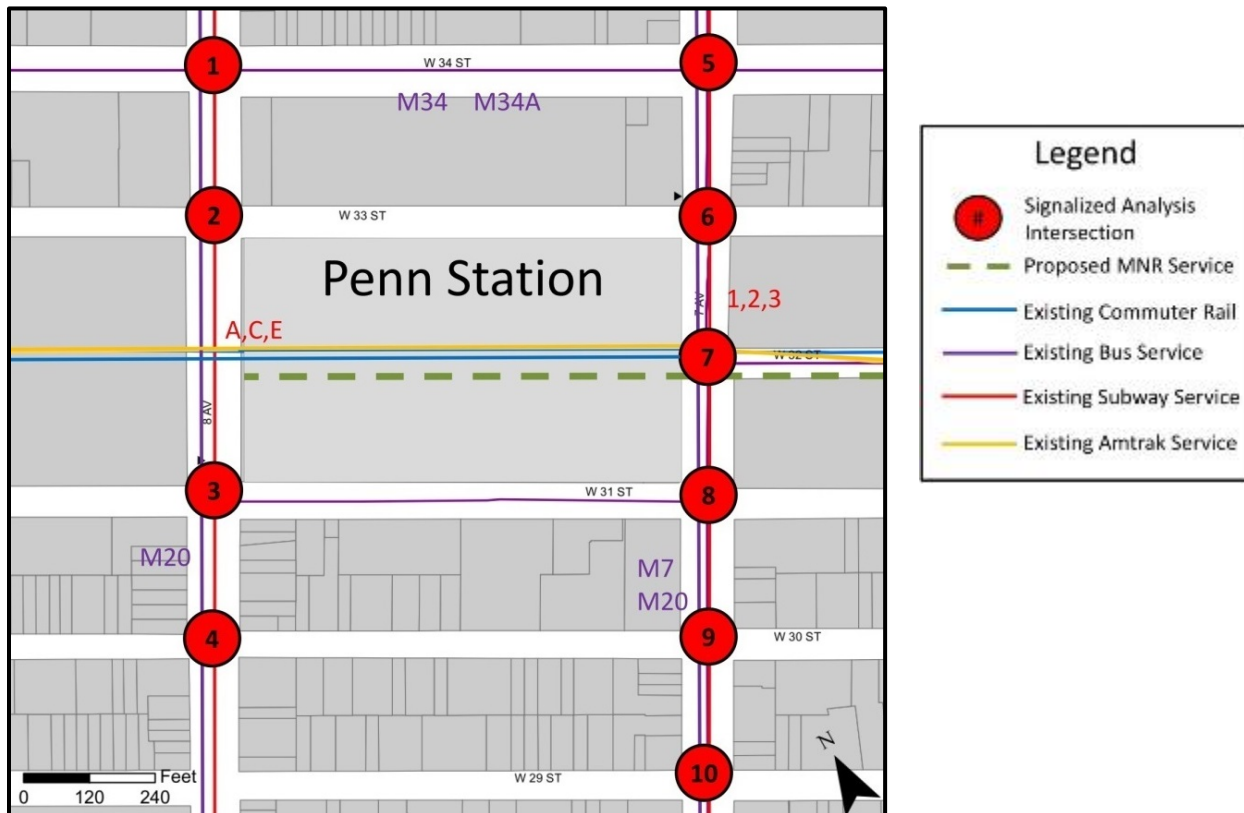 1
5
W 34 ST
M34 M34A
2
W 33 ST
6
Penn Station
1,2,3
7 AV
A,C,E
7
W 32 ST
8 AV
3
W 31 ST
8
M20
M7
M20
4
9
W 30 ST
N
Feet
0 120 240
W 29 ST
10
Legend
#
Signalized Analysis
Intersection
Proposed MNR Service
Existing Commuter Rail
Existing Bus Service
Existing Subway Service
Existing Amtrak Service